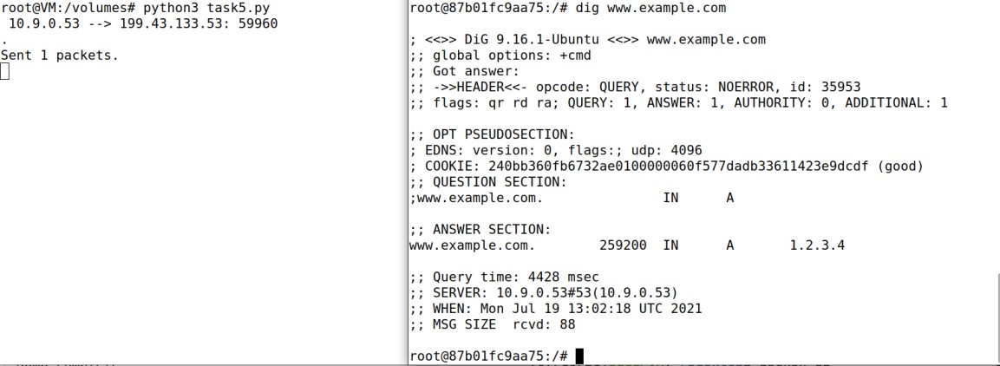 root@VM:/volumes# python3 task5.py
10.9.0.53 --> 199.43.133.53: 59960
.
Sent 1 packets.
root@87b01fc9aa75:/# dig www.example.com
; <<>> DiG 9.16.1-Ubuntu <<>> www.example.com
;; global options: +cmd
;; Got answer:
;; ->>HEADER<<- opcode: QUERY, status: NOERROR, id: 35953
;; flags: qr rd ra; QUERY: 1, ANSWER: 1, AUTHORITY: 0, ADDITIONAL: 1
;; OPT PSEUDOSECTION:
; EDNS: version: 0, flags:; udp: 4096
; COOKIE: 240bb360fb6732ae0100000060f577dadb33611423e9dcdf (good)
;; QUESTION SECTION:
;www.example.com. IN A
;; ANSWER SECTION:
www.example.com. 259200 IN A 1.2.3.4
;; Query time: 4428 msec
;; SERVER: 10.9.0.53#53(10.9.0.53)
;; WHEN: Mon Jul 19 13:02:18 UTC 2021
;; MSG SIZE rcvd: 88
root@87b01fc9aa75:/#